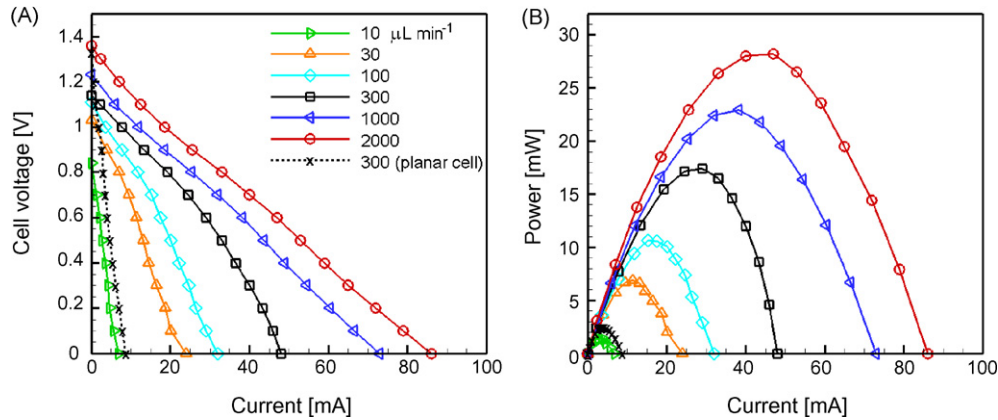 (A)
Cell voltage [V]
1.4
1.2
1.0
0.8
0.6
0.4
0.2
0
0 20 40 60 80 100
Current [mA]
10 μL min⁻¹
30
100
300
1000
2000
300 (planar cell)
(B)
Power [mW]
30
25
20
15
10
5
0
0 20 40 60 80 100
Current [mA]